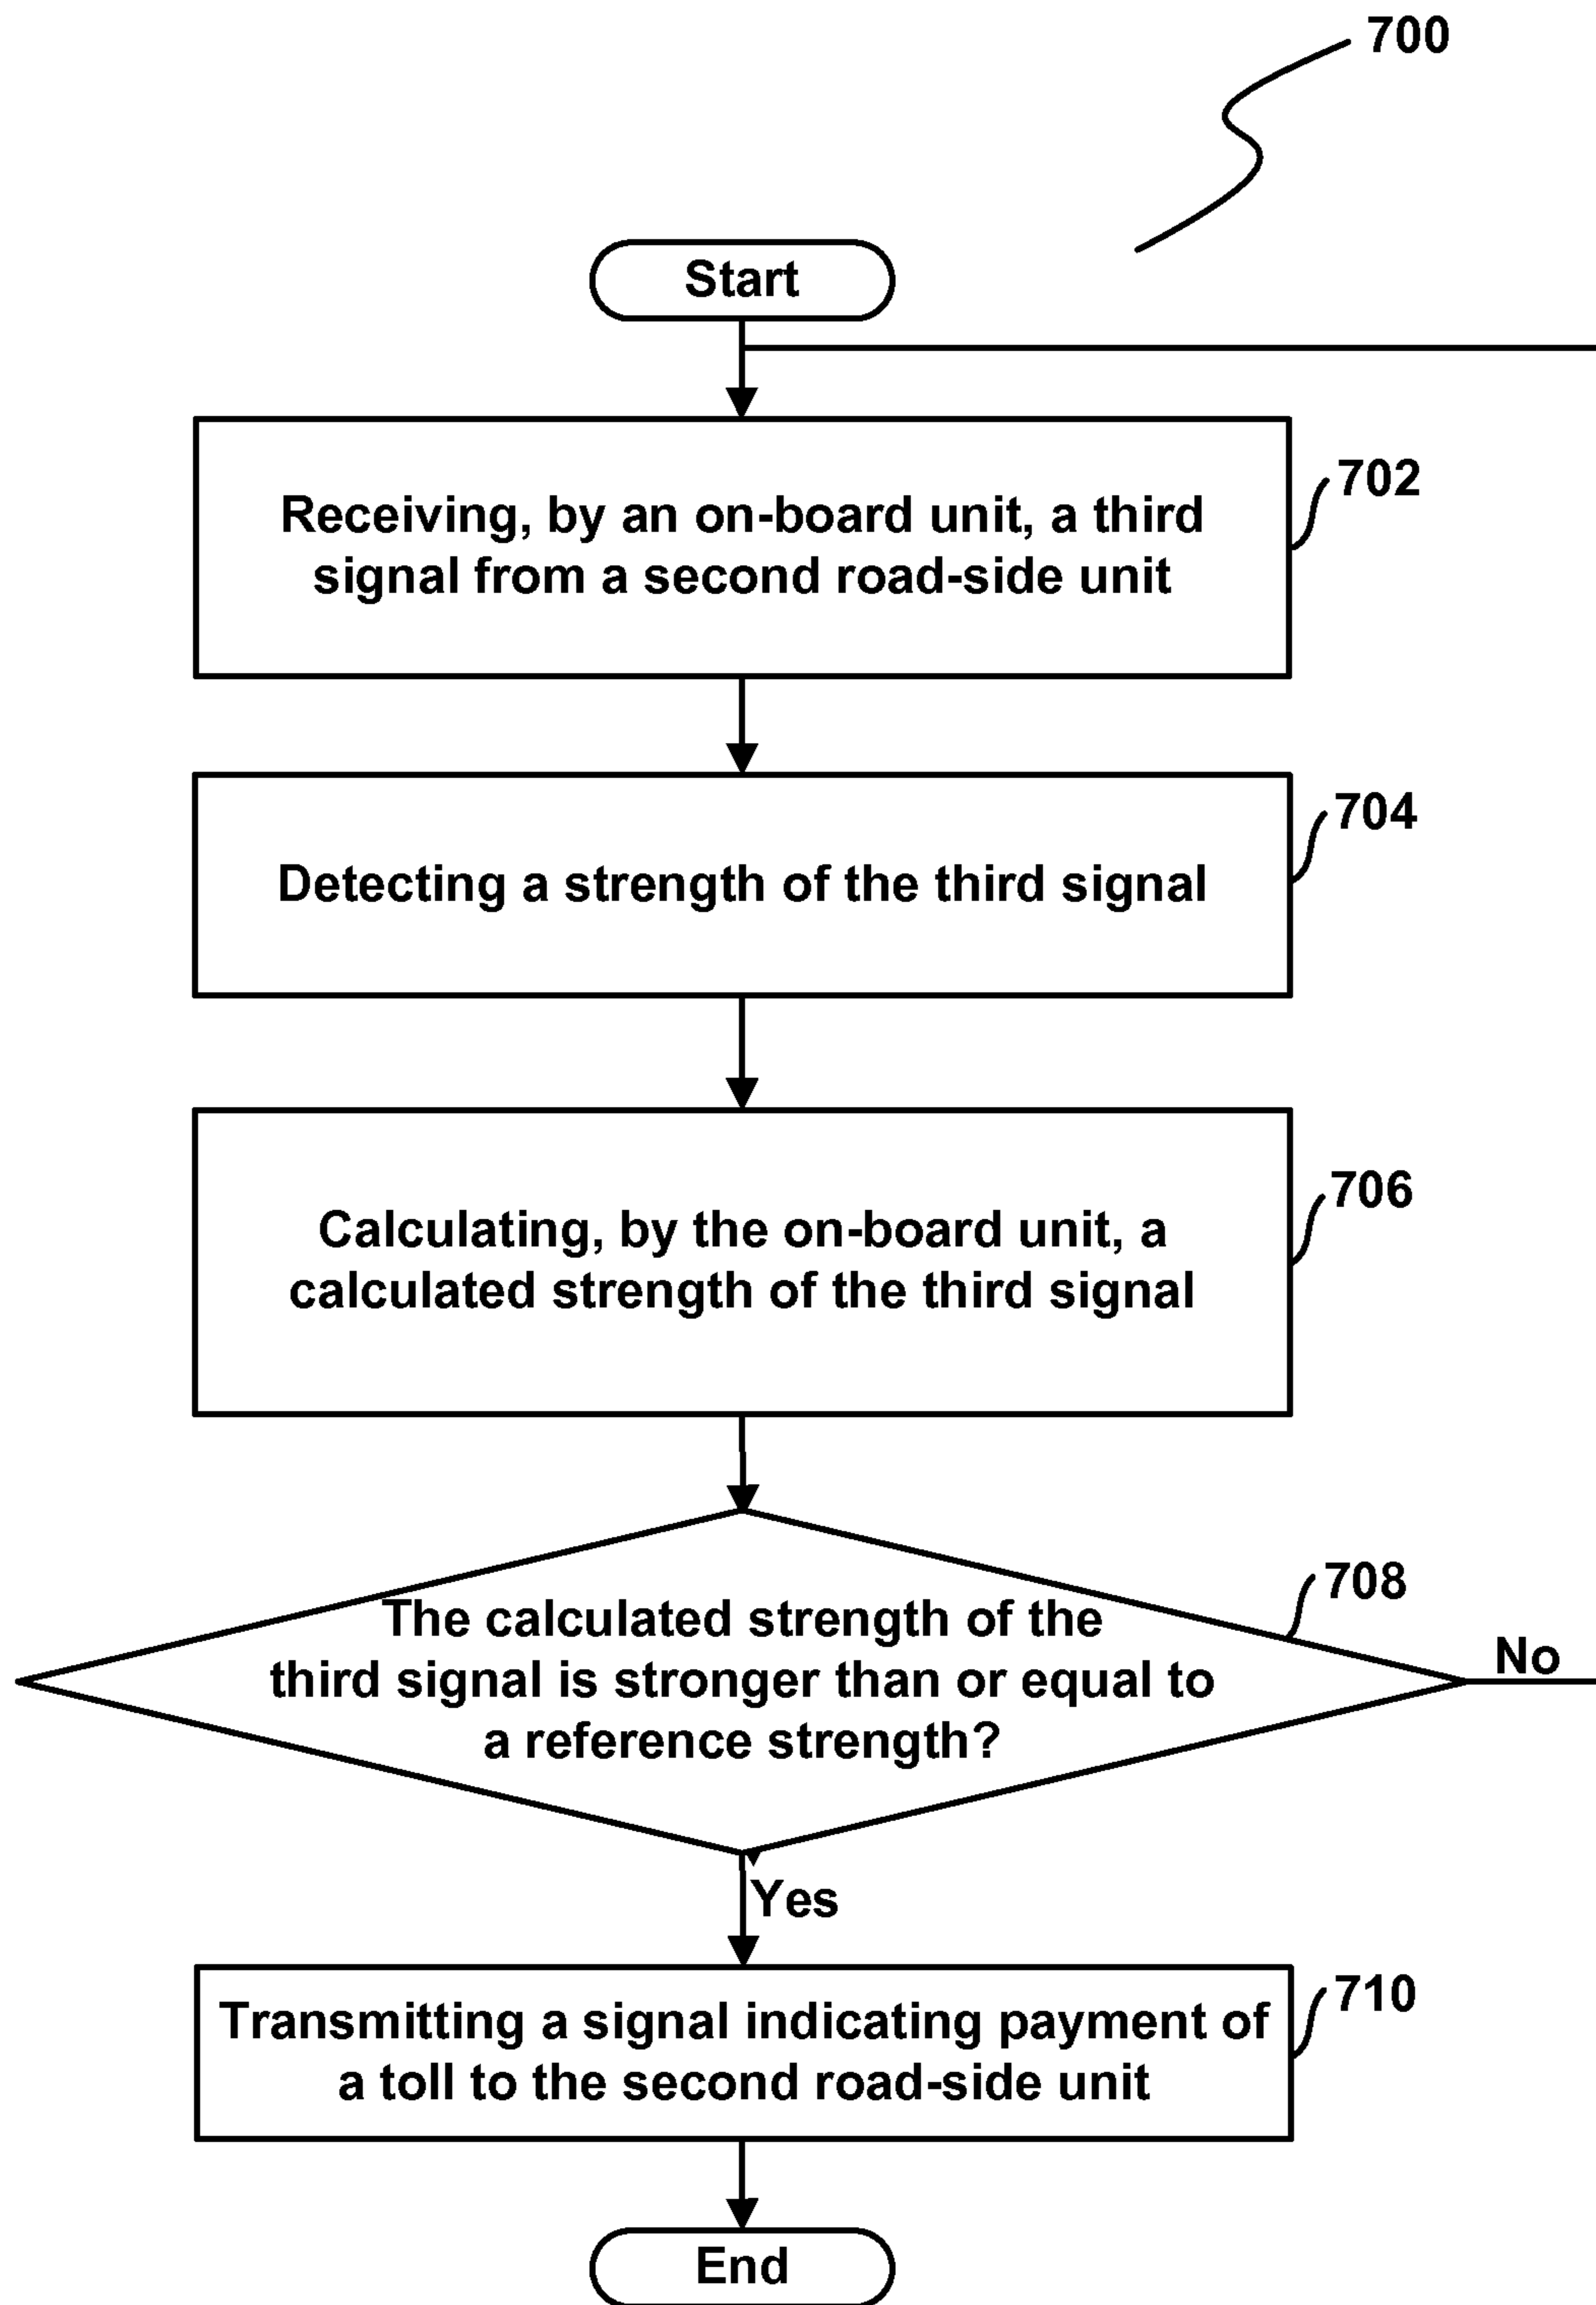 700
Start
Receiving, by an on-board unit, a third
signal from a second road-side unit
702
Detecting a strength of the third signal
704
Calculating, by the on-board unit, a
calculated strength of the third signal
706
The calculated strength of the
third signal is stronger than or equal to
a reference strength?
708
No
Yes
Transmitting a signal indicating payment of
a toll to the second road-side unit
710
End